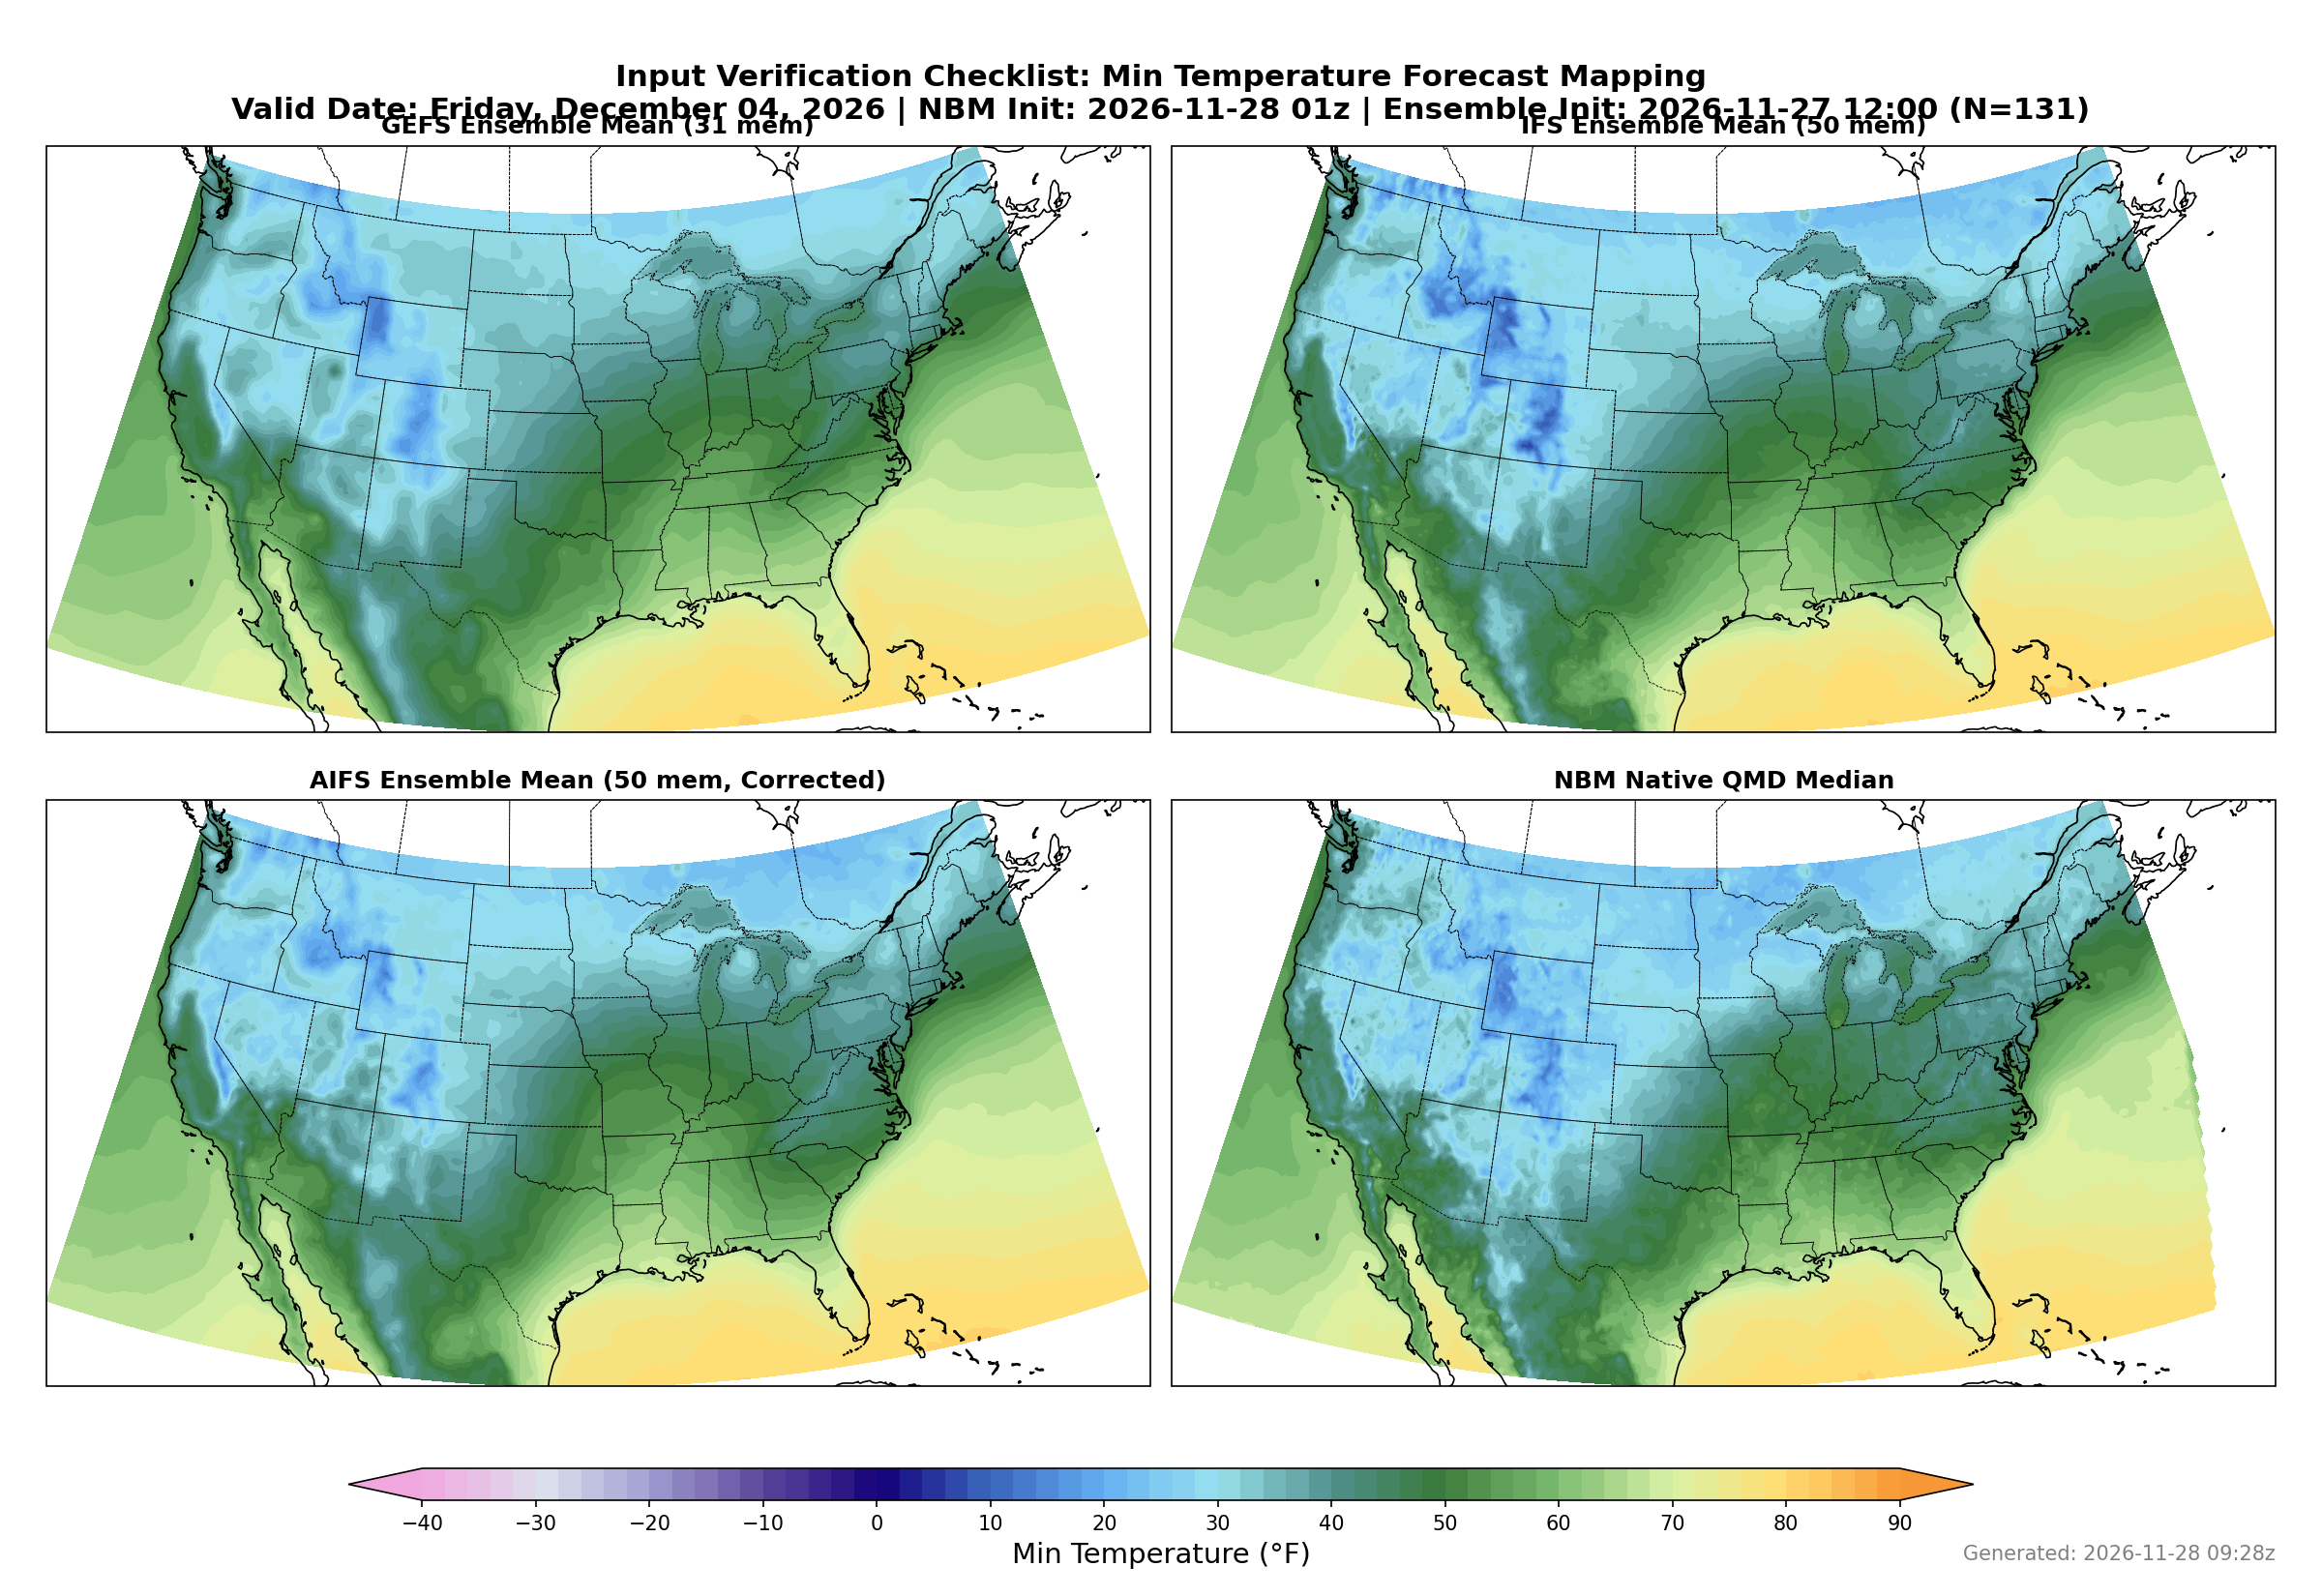 Input Verification Checklist: Min Temperature Forecast Mapping
Valid Date: Friday, December 04, 2026 | NBM Init: 2026-11-28 01z | Ensemble Init: 2026-11-27 12:00 (N=131)
GEFS Ensemble Mean (31 mem)
IFS Ensemble Mean (50 mem)
AIFS Ensemble Mean (50 mem, Corrected)
NBM Native QMD Median
−40 −30 −20 −10 0 10 20 30 40 50 60 70 80 90
Min Temperature (°F)
Generated: 2026-11-28 09:28z